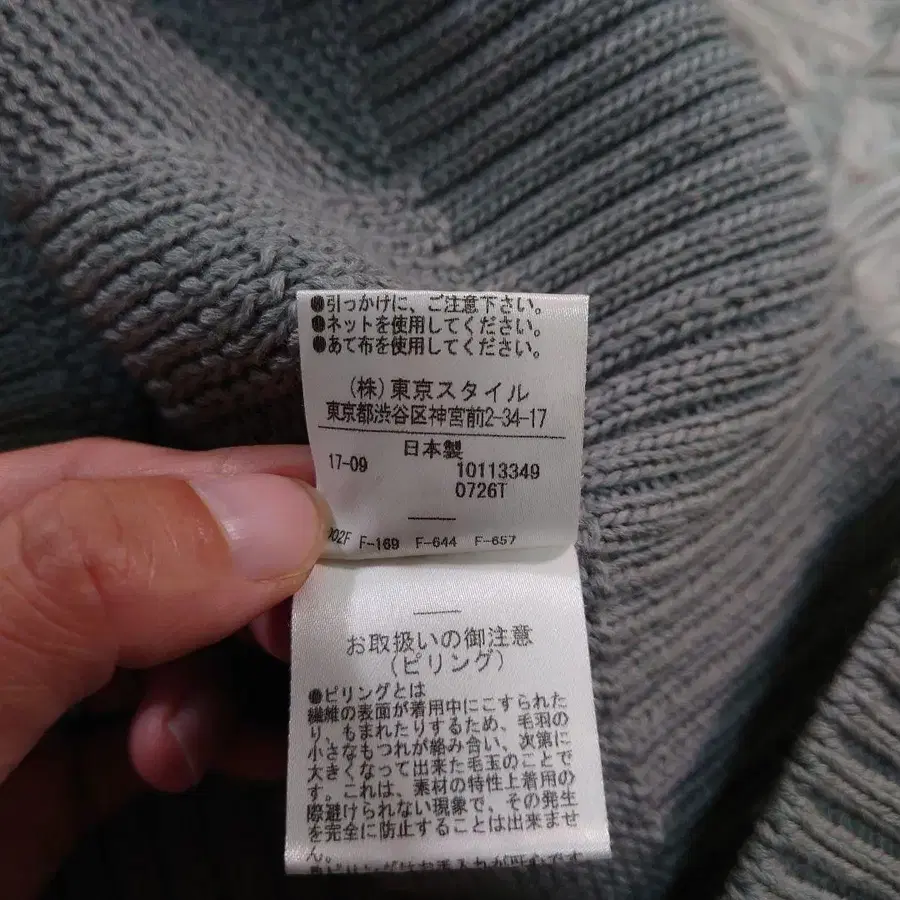 ●引っかけに、ご注意下さい。
●ネットを使用してください。
●あて布を使用してください。
(株)東京スタイル
東京都渋谷区神宮前2-34-17
日本製
17-09 10113349
0726T
002F F-169 F-644 F-657
お取扱いの御注意
(ピリング)
●ピリングとは
繊維の表面が着用中にこすられた
り、もまれたりするため、毛羽の
小さなもつれが絡み合い、次第に
大きくなって出来た毛玉のことで
す。これは、素材の特性上着用の
際避けられない現象で、その発生
を完全に防止することは出来ませ
ん。